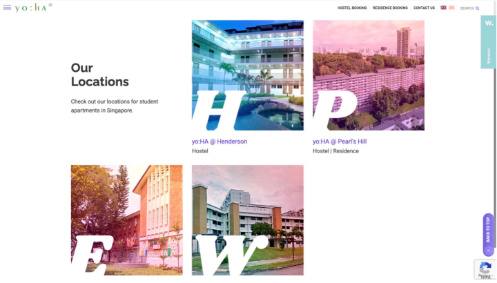 yo:HA
HOSTEL BOOKING RESIDENCE BOOKING CONTACT US SEARCH
W.
Our
Locations
Check out our locations for student
apartments in Singapore.
H
P
yo:HA @ Henderson
Hostel
yo:HA @ Pearl's Hill
Hostel | Residence
E
W
BACK TO TOP